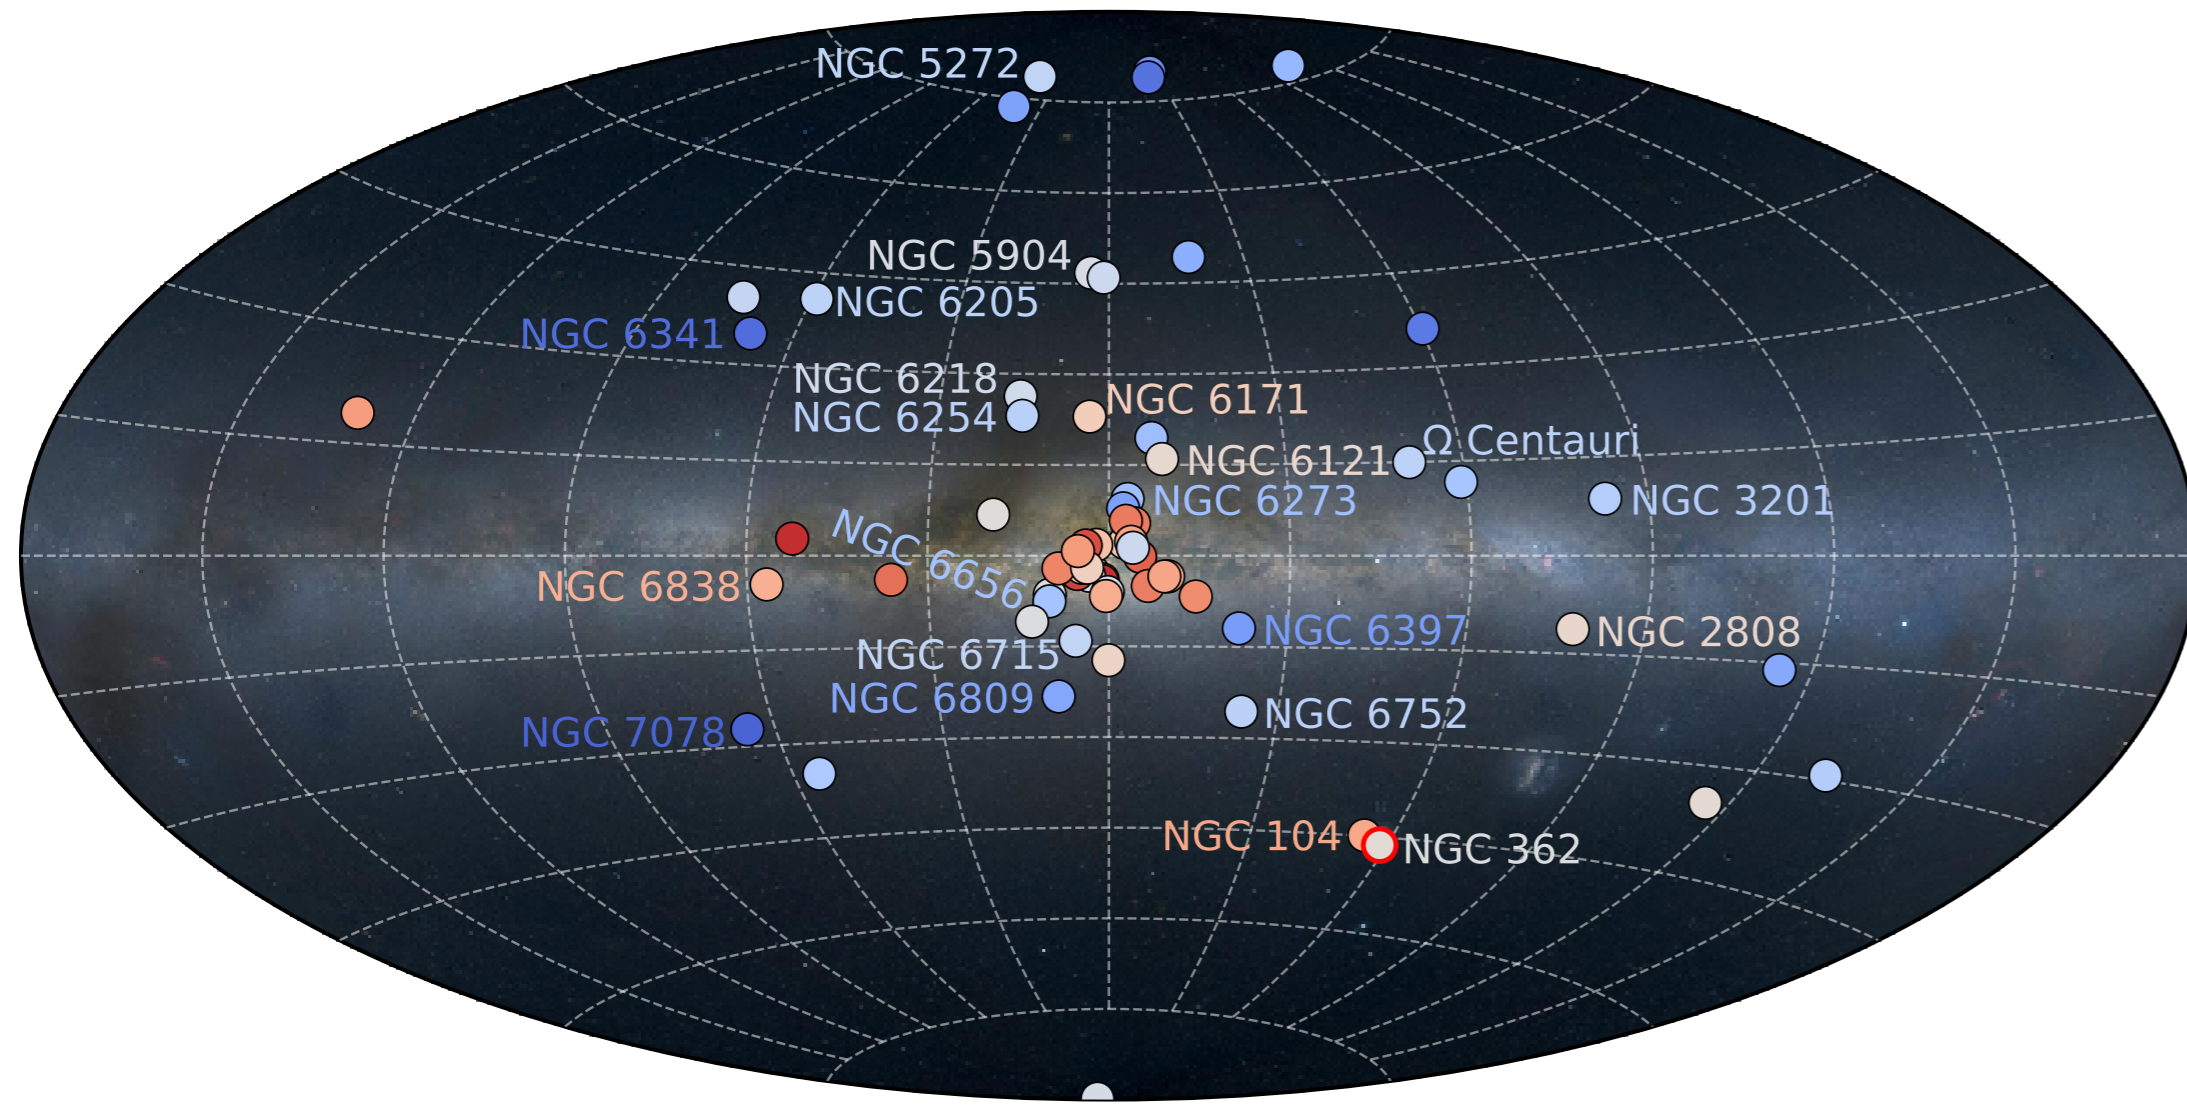 NGC 5272
NGC 5904
NGC 6205
NGC 6341
NGC 6218
NGC 6171
NGC 6254
Ω Centauri
NGC 6121
NGC 6273
NGC 3201
NGC 6656
NGC 6838
NGC 6397
NGC 2808
NGC 6715
NGC 6809
NGC 6752
NGC 7078
NGC 104
NGC 362